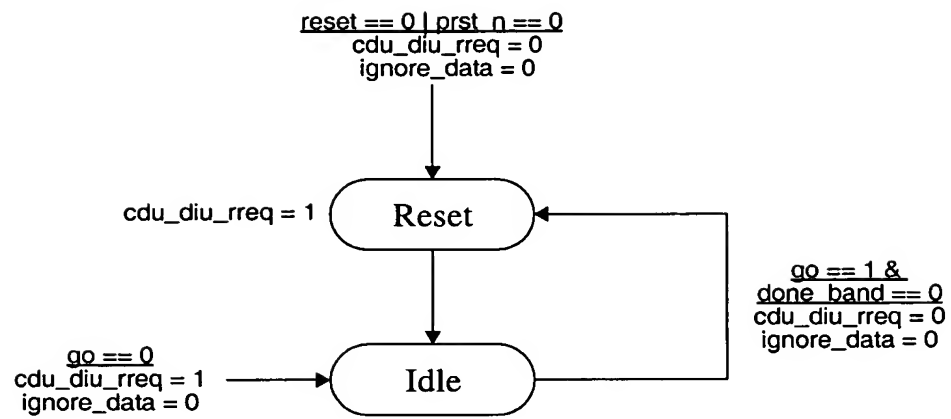 reset == 0 | prst_n == 0
cdu_diu_rreq = 0
ignore_data = 0
cdu_diu_rreq = 1
Reset
go == 1 &
done_band == 0
cdu_diu_rreq = 0
ignore_data = 0
go == 0
cdu_diu_rreq = 1
ignore_data = 0
Idle